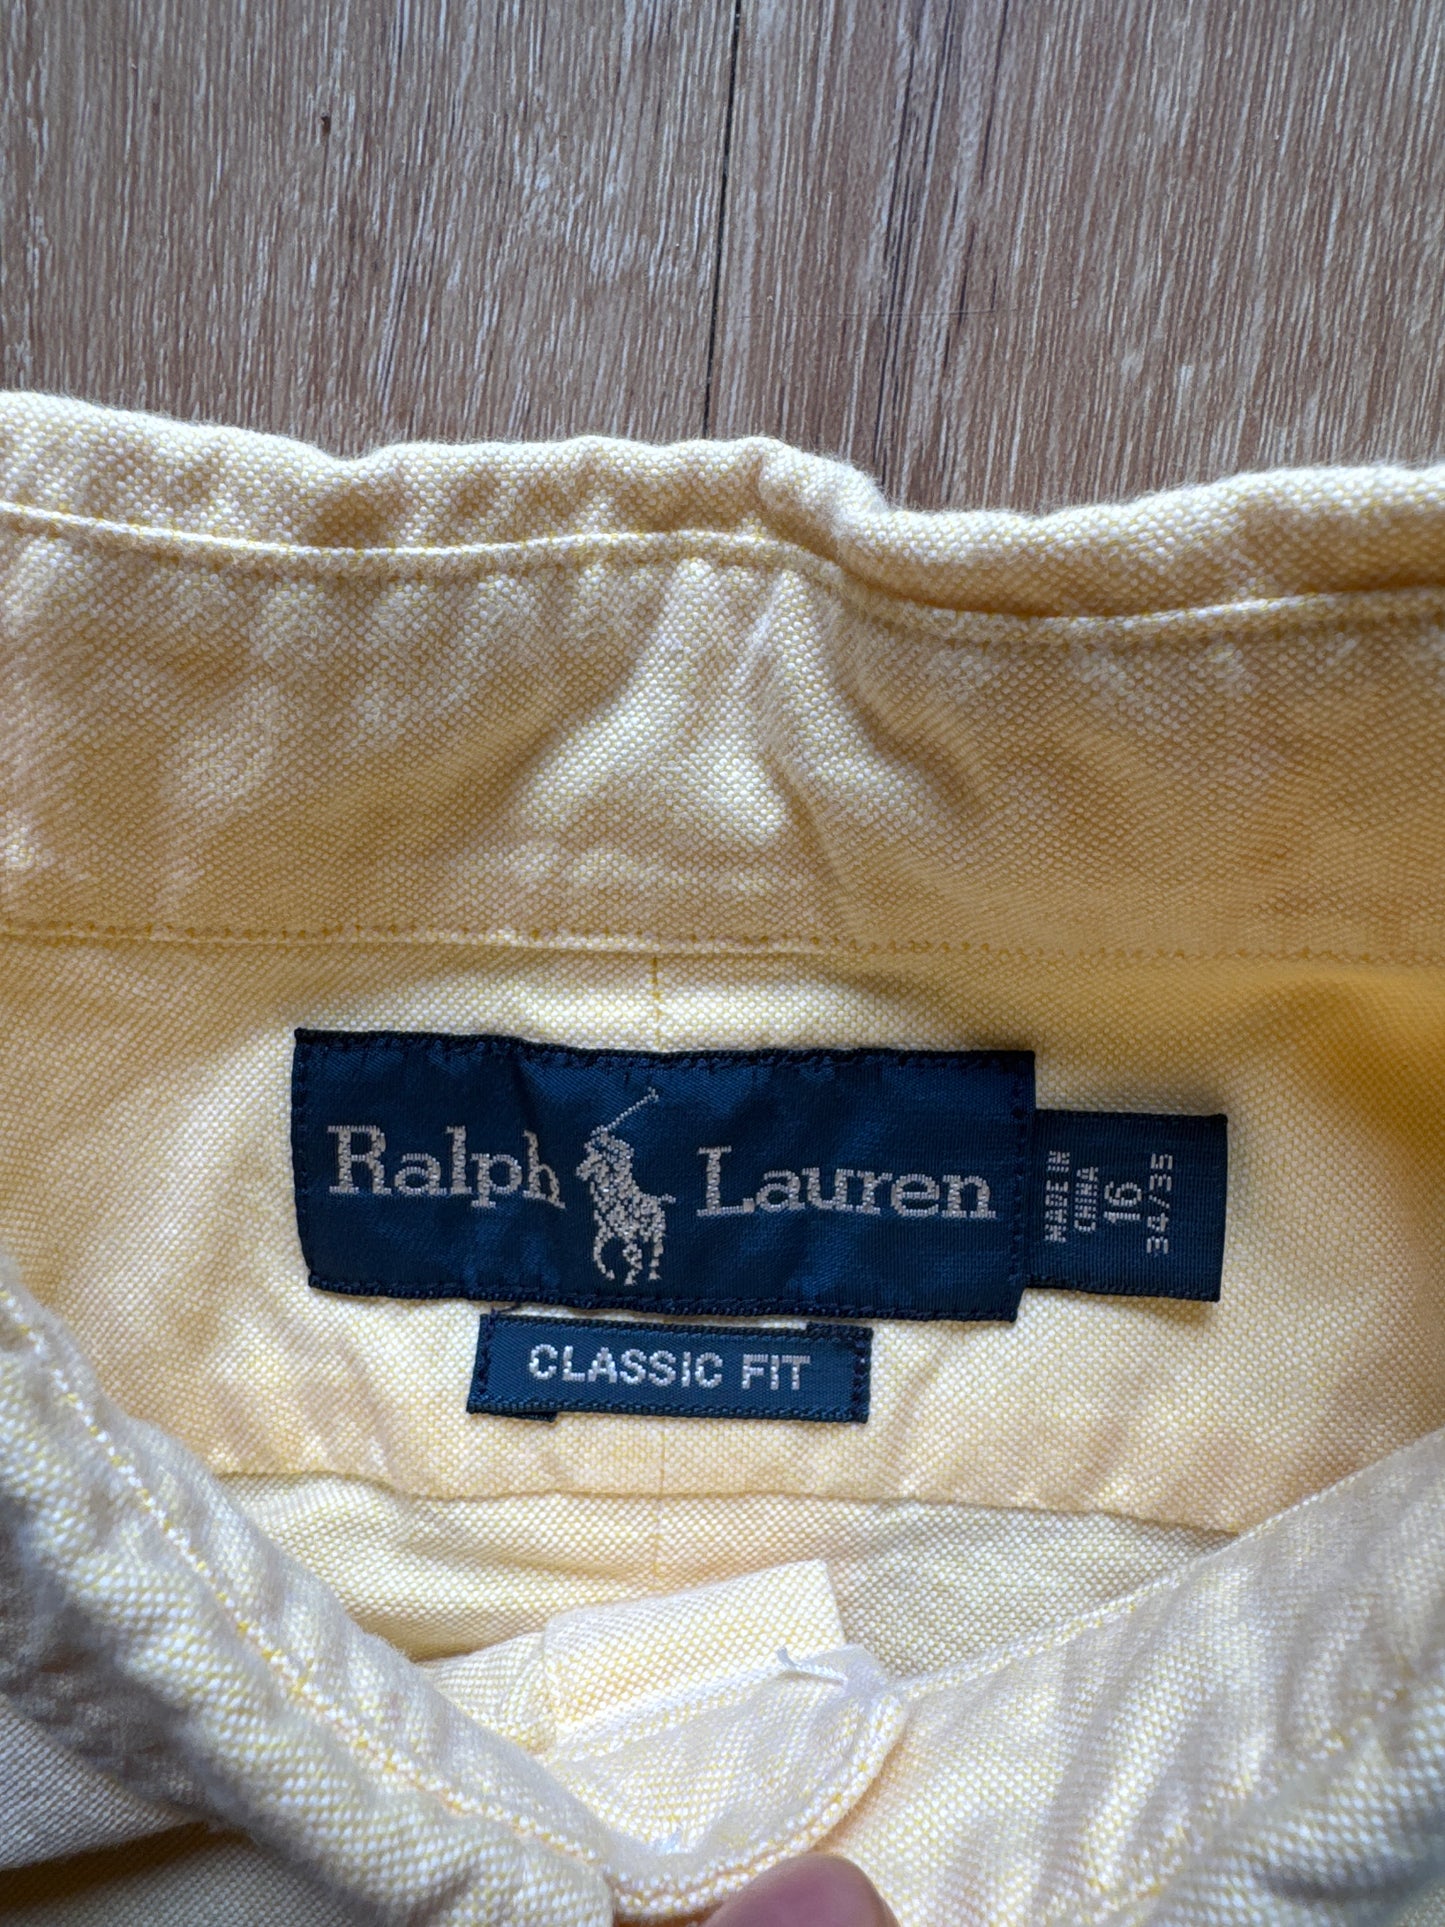 Ralph Lauren
MADE IN
CHINA
16
34/35
CLASSIC FIT